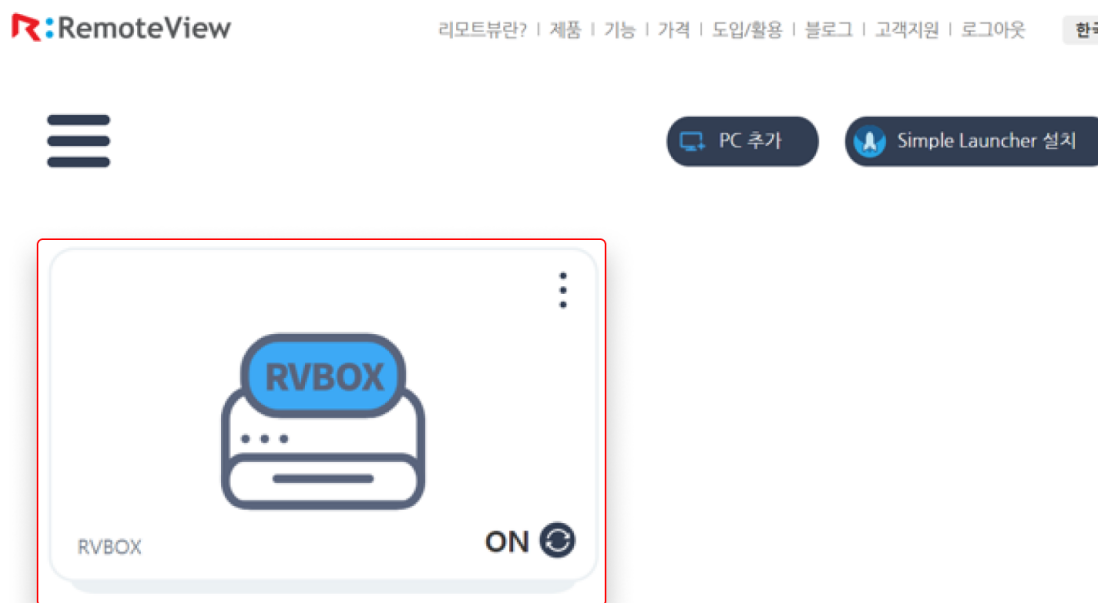 R:RemoteView
리모트뷰란? | 제품 | 기능 | 가격 | 도입/활용 | 블로그 | 고객지원 | 로그아웃
PC 추가
Simple Launcher 설치
RVBOX
RVBOX
ON